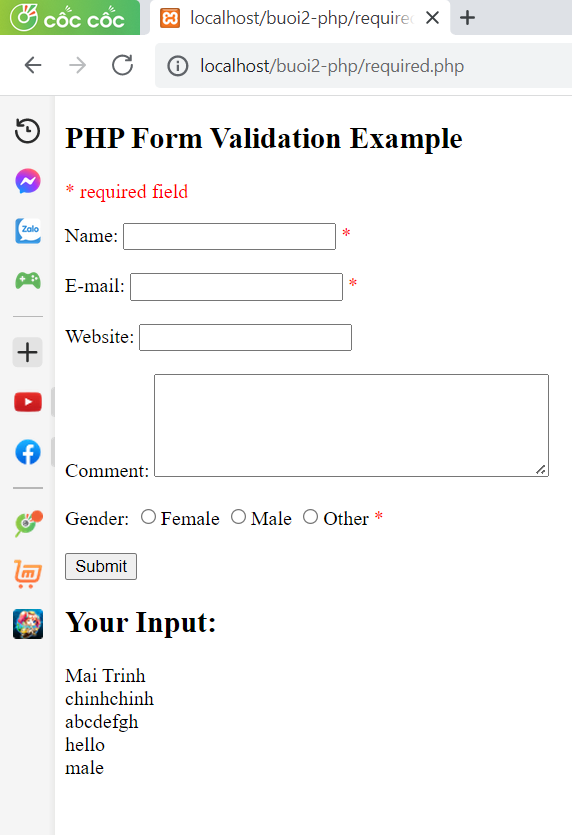 cốc cốc
localhost/buoi2-php/require
localhost/buoi2-php/required.php
PHP Form Validation Example
* required field
Name: *
E-mail: *
Zalo
Website:
Comment:
Gender: Female Male Other *
Submit
Your Input:
Mai Trinh
chinhchinh
abcdefgh
hello
male